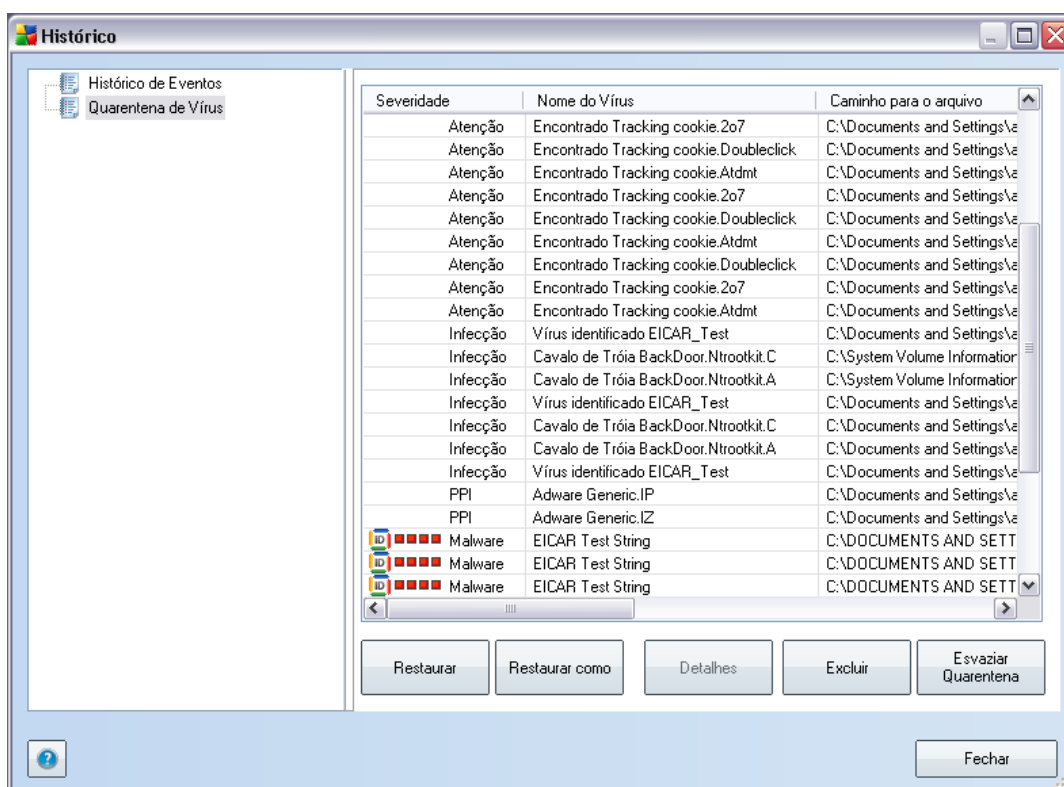 Histórico
Histórico de Eventos
Quarentena de Vírus
Severidade Nome do Vírus Caminho para o arquivo
Atenção Encontrado Tracking cookie.2o7 C:\Documents and Settings\a
Atenção Encontrado Tracking cookie.Doubleclick C:\Documents and Settings\a
Atenção Encontrado Tracking cookie.Atdmt C:\Documents and Settings\a
Atenção Encontrado Tracking cookie.2o7 C:\Documents and Settings\a
Atenção Encontrado Tracking cookie.Doubleclick C:\Documents and Settings\a
Atenção Encontrado Tracking cookie.Atdmt C:\Documents and Settings\a
Atenção Encontrado Tracking cookie.Doubleclick C:\Documents and Settings\a
Atenção Encontrado Tracking cookie.2o7 C:\Documents and Settings\a
Atenção Encontrado Tracking cookie.Atdmt C:\Documents and Settings\a
Infecção Vírus identificado EICAR_Test C:\Documents and Settings\a
Infecção Cavalo de Tróia BackDoor.Ntrootkit.C C:\System Volume Information
Infecção Cavalo de Tróia BackDoor.Ntrootkit.A C:\System Volume Information
Infecção Vírus identificado EICAR_Test C:\Documents and Settings\a
Infecção Cavalo de Tróia BackDoor.Ntrootkit.C C:\Documents and Settings\a
Infecção Cavalo de Tróia BackDoor.Ntrootkit.A C:\Documents and Settings\a
Infecção Vírus identificado EICAR_Test C:\Documents and Settings\a
PPI Adware Generic.IP C:\Documents and Settings\a
PPI Adware Generic.IZ C:\Documents and Settings\a
ID Malware EICAR Test String C:\DOCUMENTS AND SETT
ID Malware EICAR Test String C:\DOCUMENTS AND SETT
ID Malware EICAR Test String C:\DOCUMENTS AND SETT
Restaurar Restaurar como Detalhes Excluir Esvaziar
Quarentena
Fechar